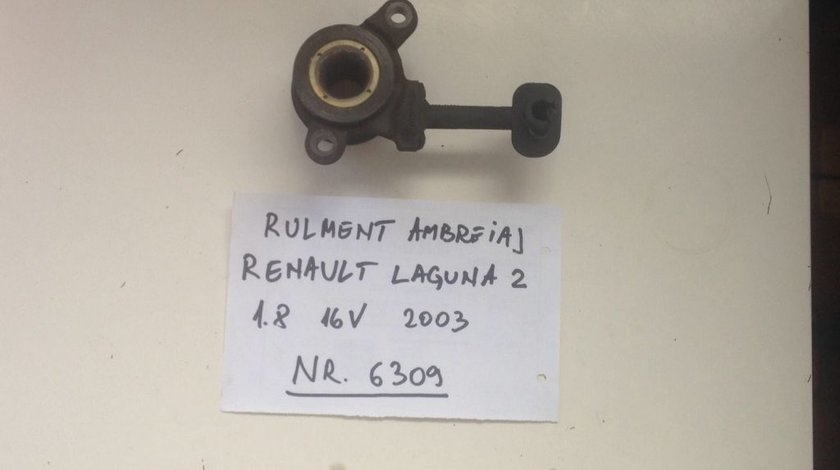 RULMENT AMBREiAJ
RENAULT LAGUNA 2
1.8 16V 2003
NR. 6309